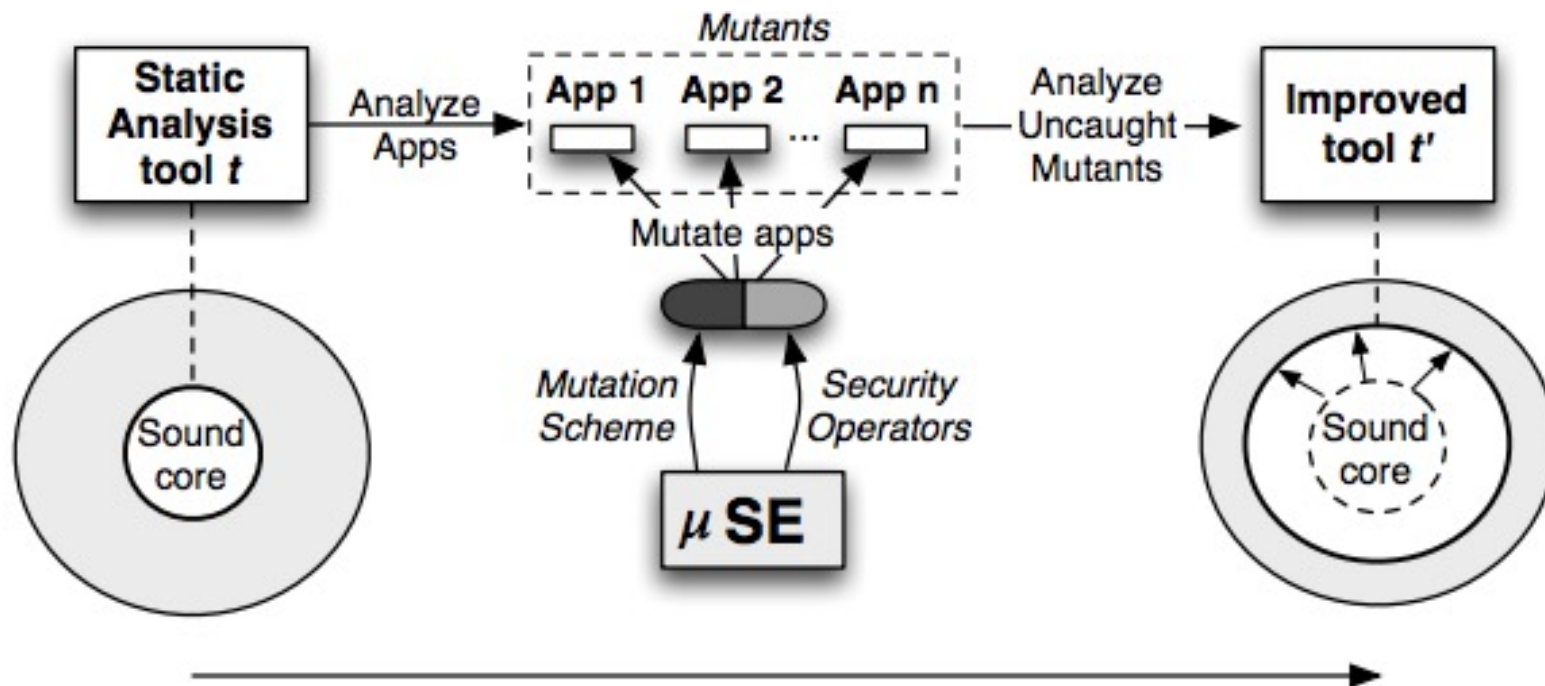 Mutants
Static
Analysis
tool t
Analyze
Apps
App 1 App 2 App n
...
Analyze
Uncaught
Mutants
Improved
tool t'
Mutate apps
Mutation
Scheme
Security
Operators
Sound
core
μ SE
Sound
core